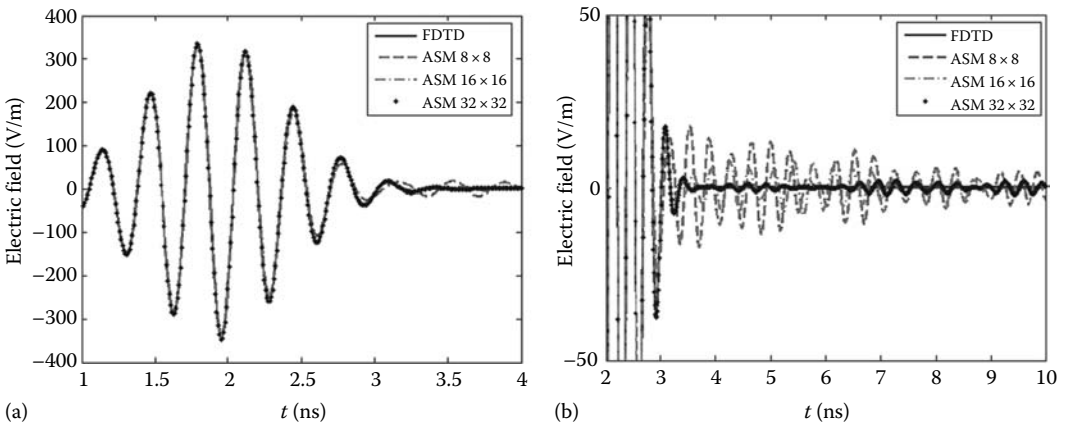 400
300
200
100
0
−100
−200
−300
−400
Electric field (V/m)
FDTD
ASM 8 × 8
ASM 16 × 16
ASM 32 × 32
1 1.5 2 2.5 3 3.5 4
(a) t (ns)
50
0
−50
Electric field (V/m)
FDTD
ASM 8 × 8
ASM 16 × 16
ASM 32 × 32
2 3 4 5 6 7 8 9 10
(b) t (ns)